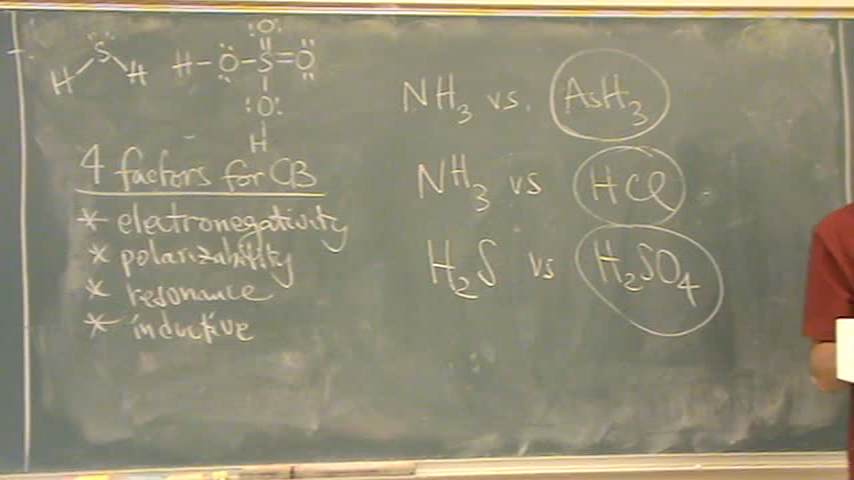 :O:
S
H H
H-O-S=O
:O:
H
4 factors for CB
* electronegativity
* polarizability
* resonance
* inductive
NH3 vs. AsH3
NH3 vs HCl
H2S vs H2SO4